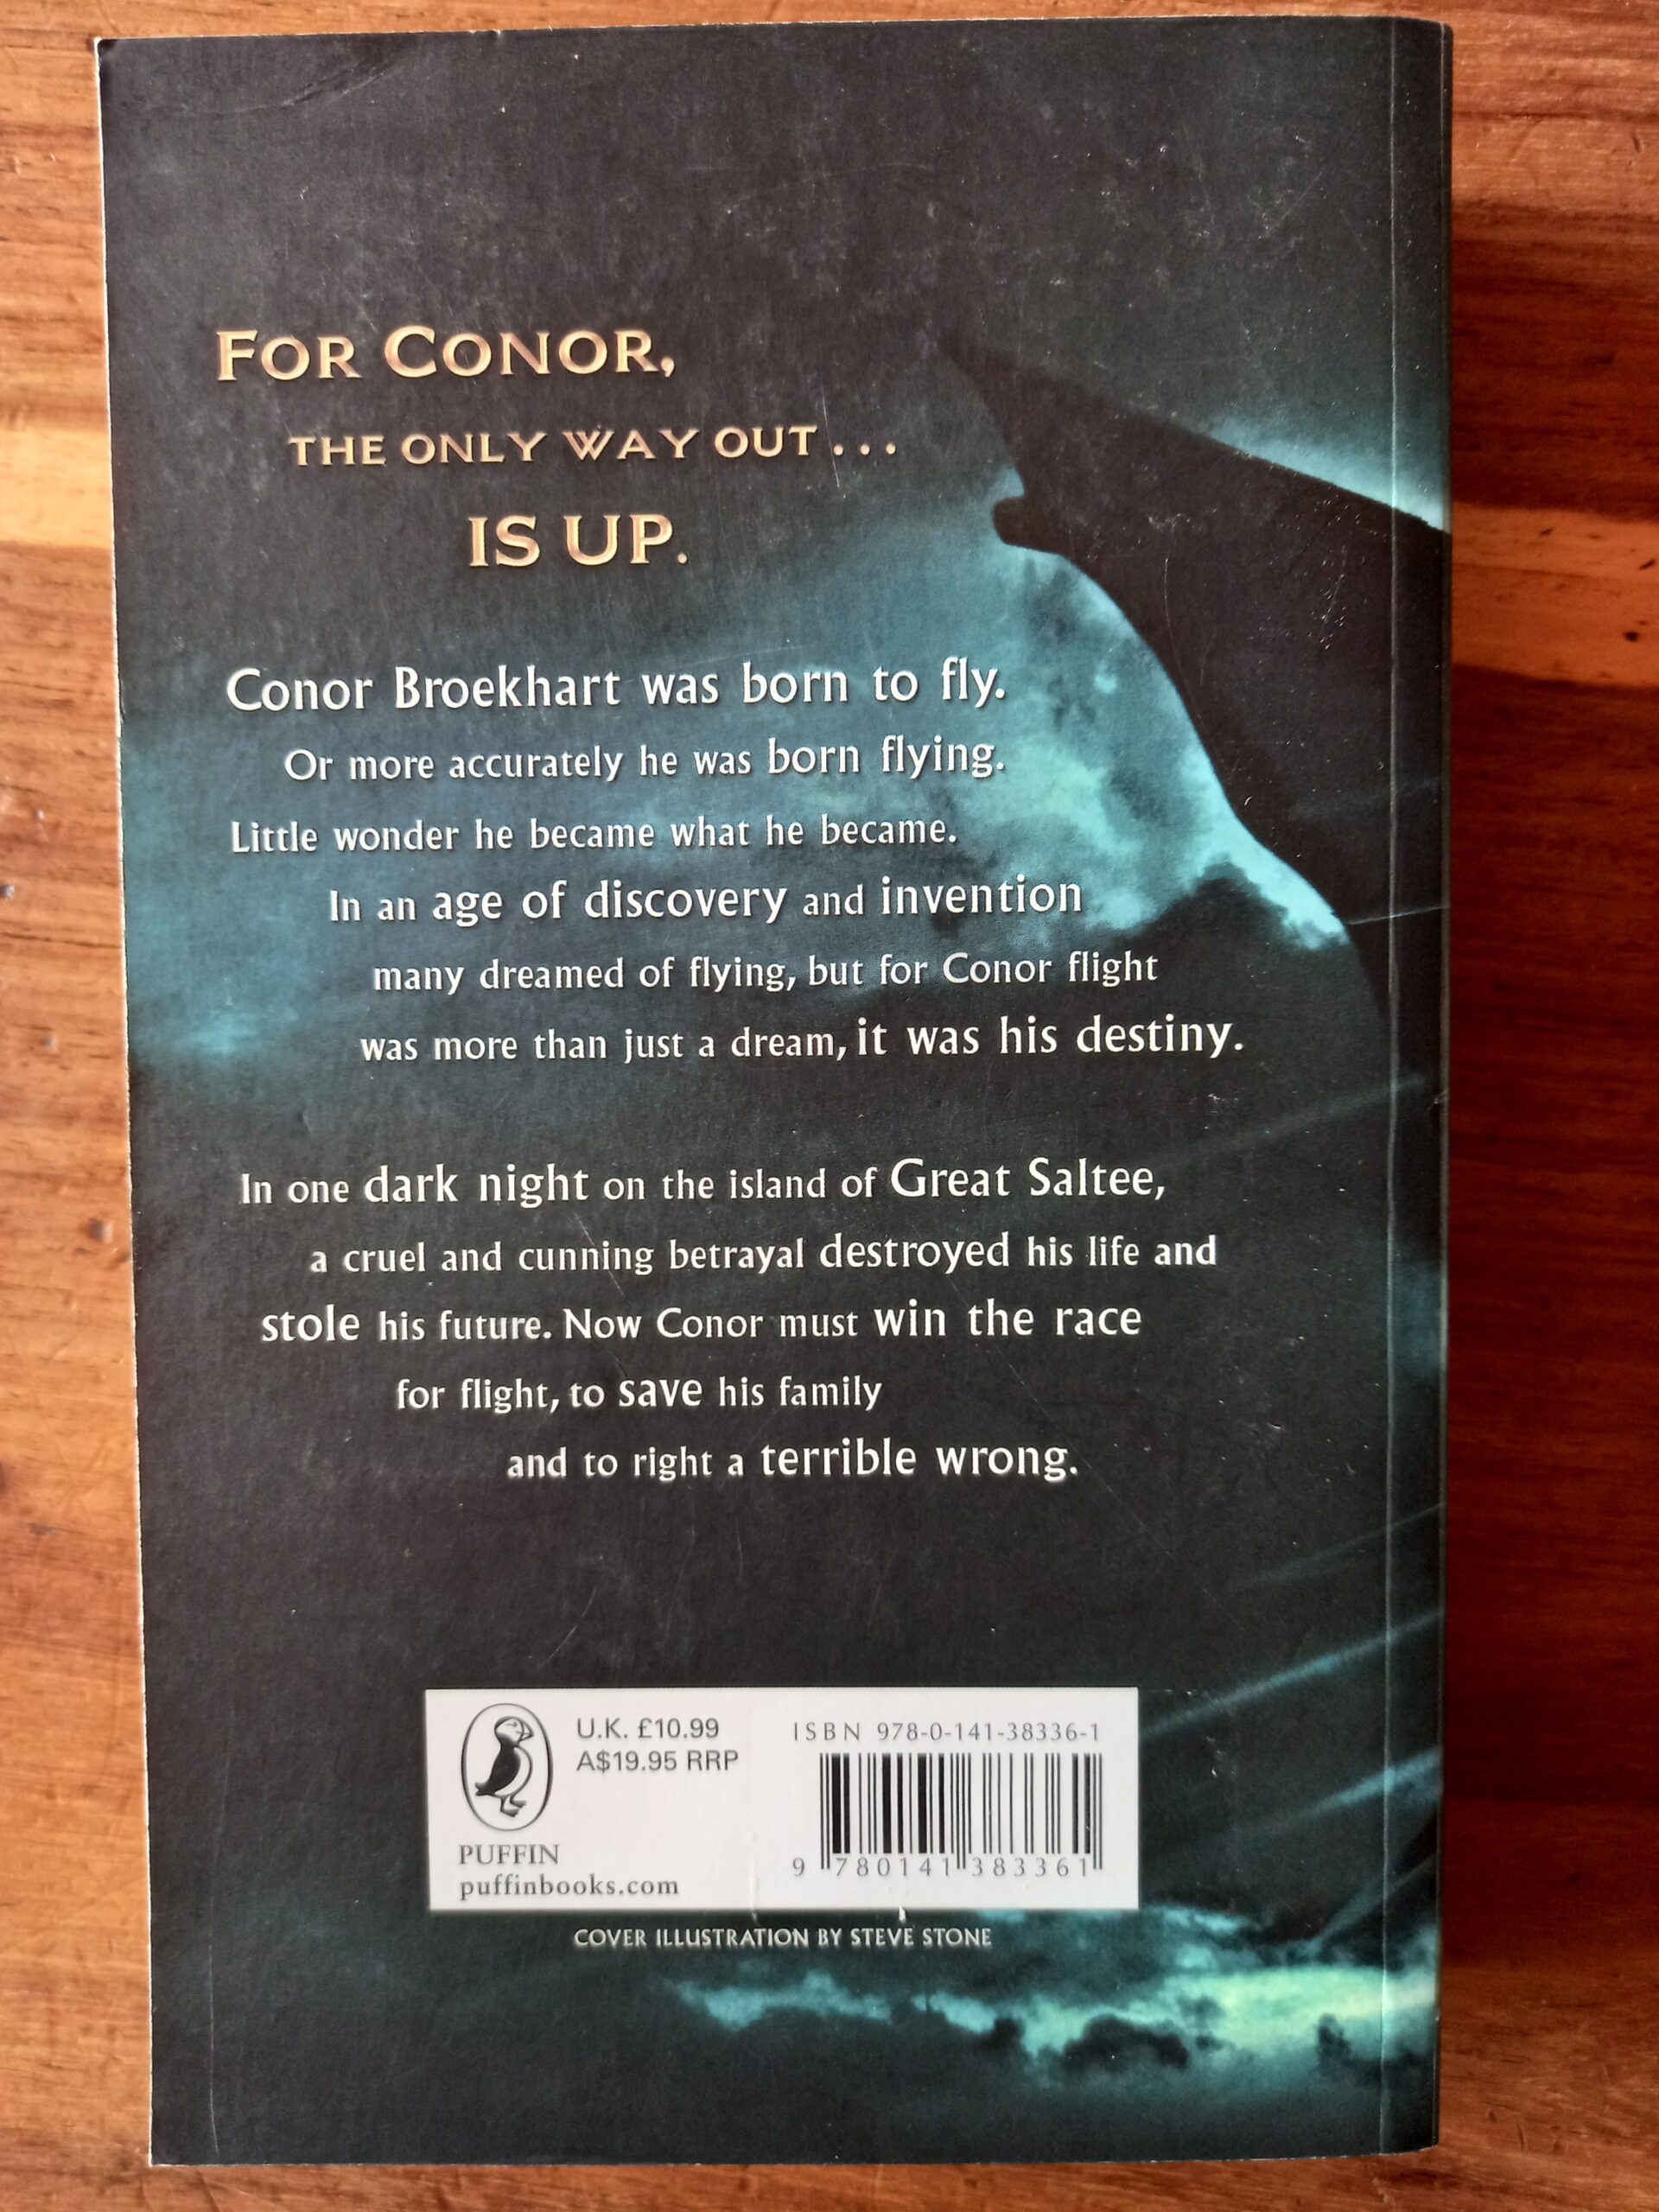 FOR CONOR,
THE ONLY WAY OUT . . .
IS UP.
Conor Broekhart was born to fly.
Or more accurately he was born flying.
Little wonder he became what he became.
In an age of discovery and invention
many dreamed of flying, but for Conor flight
was more than just a dream, it was his destiny.
In one dark night on the island of Great Saltee,
a cruel and cunning betrayal destroyed his life and
stole his future. Now Conor must win the race
for flight, to save his family
and to right a terrible wrong.
U.K. £10.99
A$19.95 RRP
PUFFIN
puffinbooks.com
ISBN 978-0-141-38336-1
9 780141 383361
COVER ILLUSTRATION BY STEVE STONE